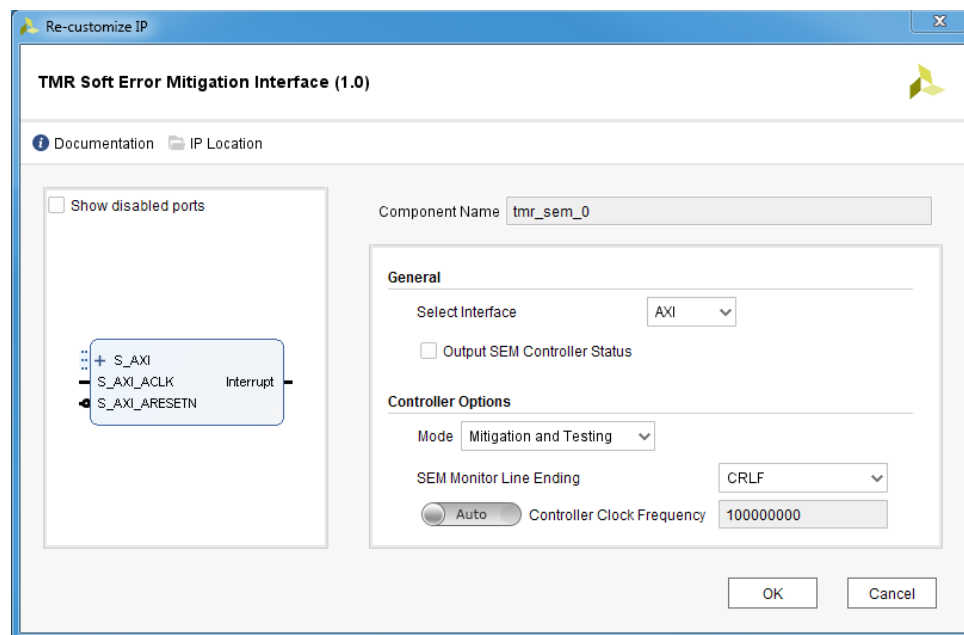 Re-customize IP
TMR Soft Error Mitigation Interface (1.0)
Documentation IP Location
Show disabled ports
S_AXI
S_AXI_ACLK Interrupt
S_AXI_ARESETN
Component Name tmr_sem_0
General
Select Interface AXI
Output SEM Controller Status
Controller Options
Mode Mitigation and Testing
SEM Monitor Line Ending CRLF
Auto Controller Clock Frequency 100000000
OK Cancel